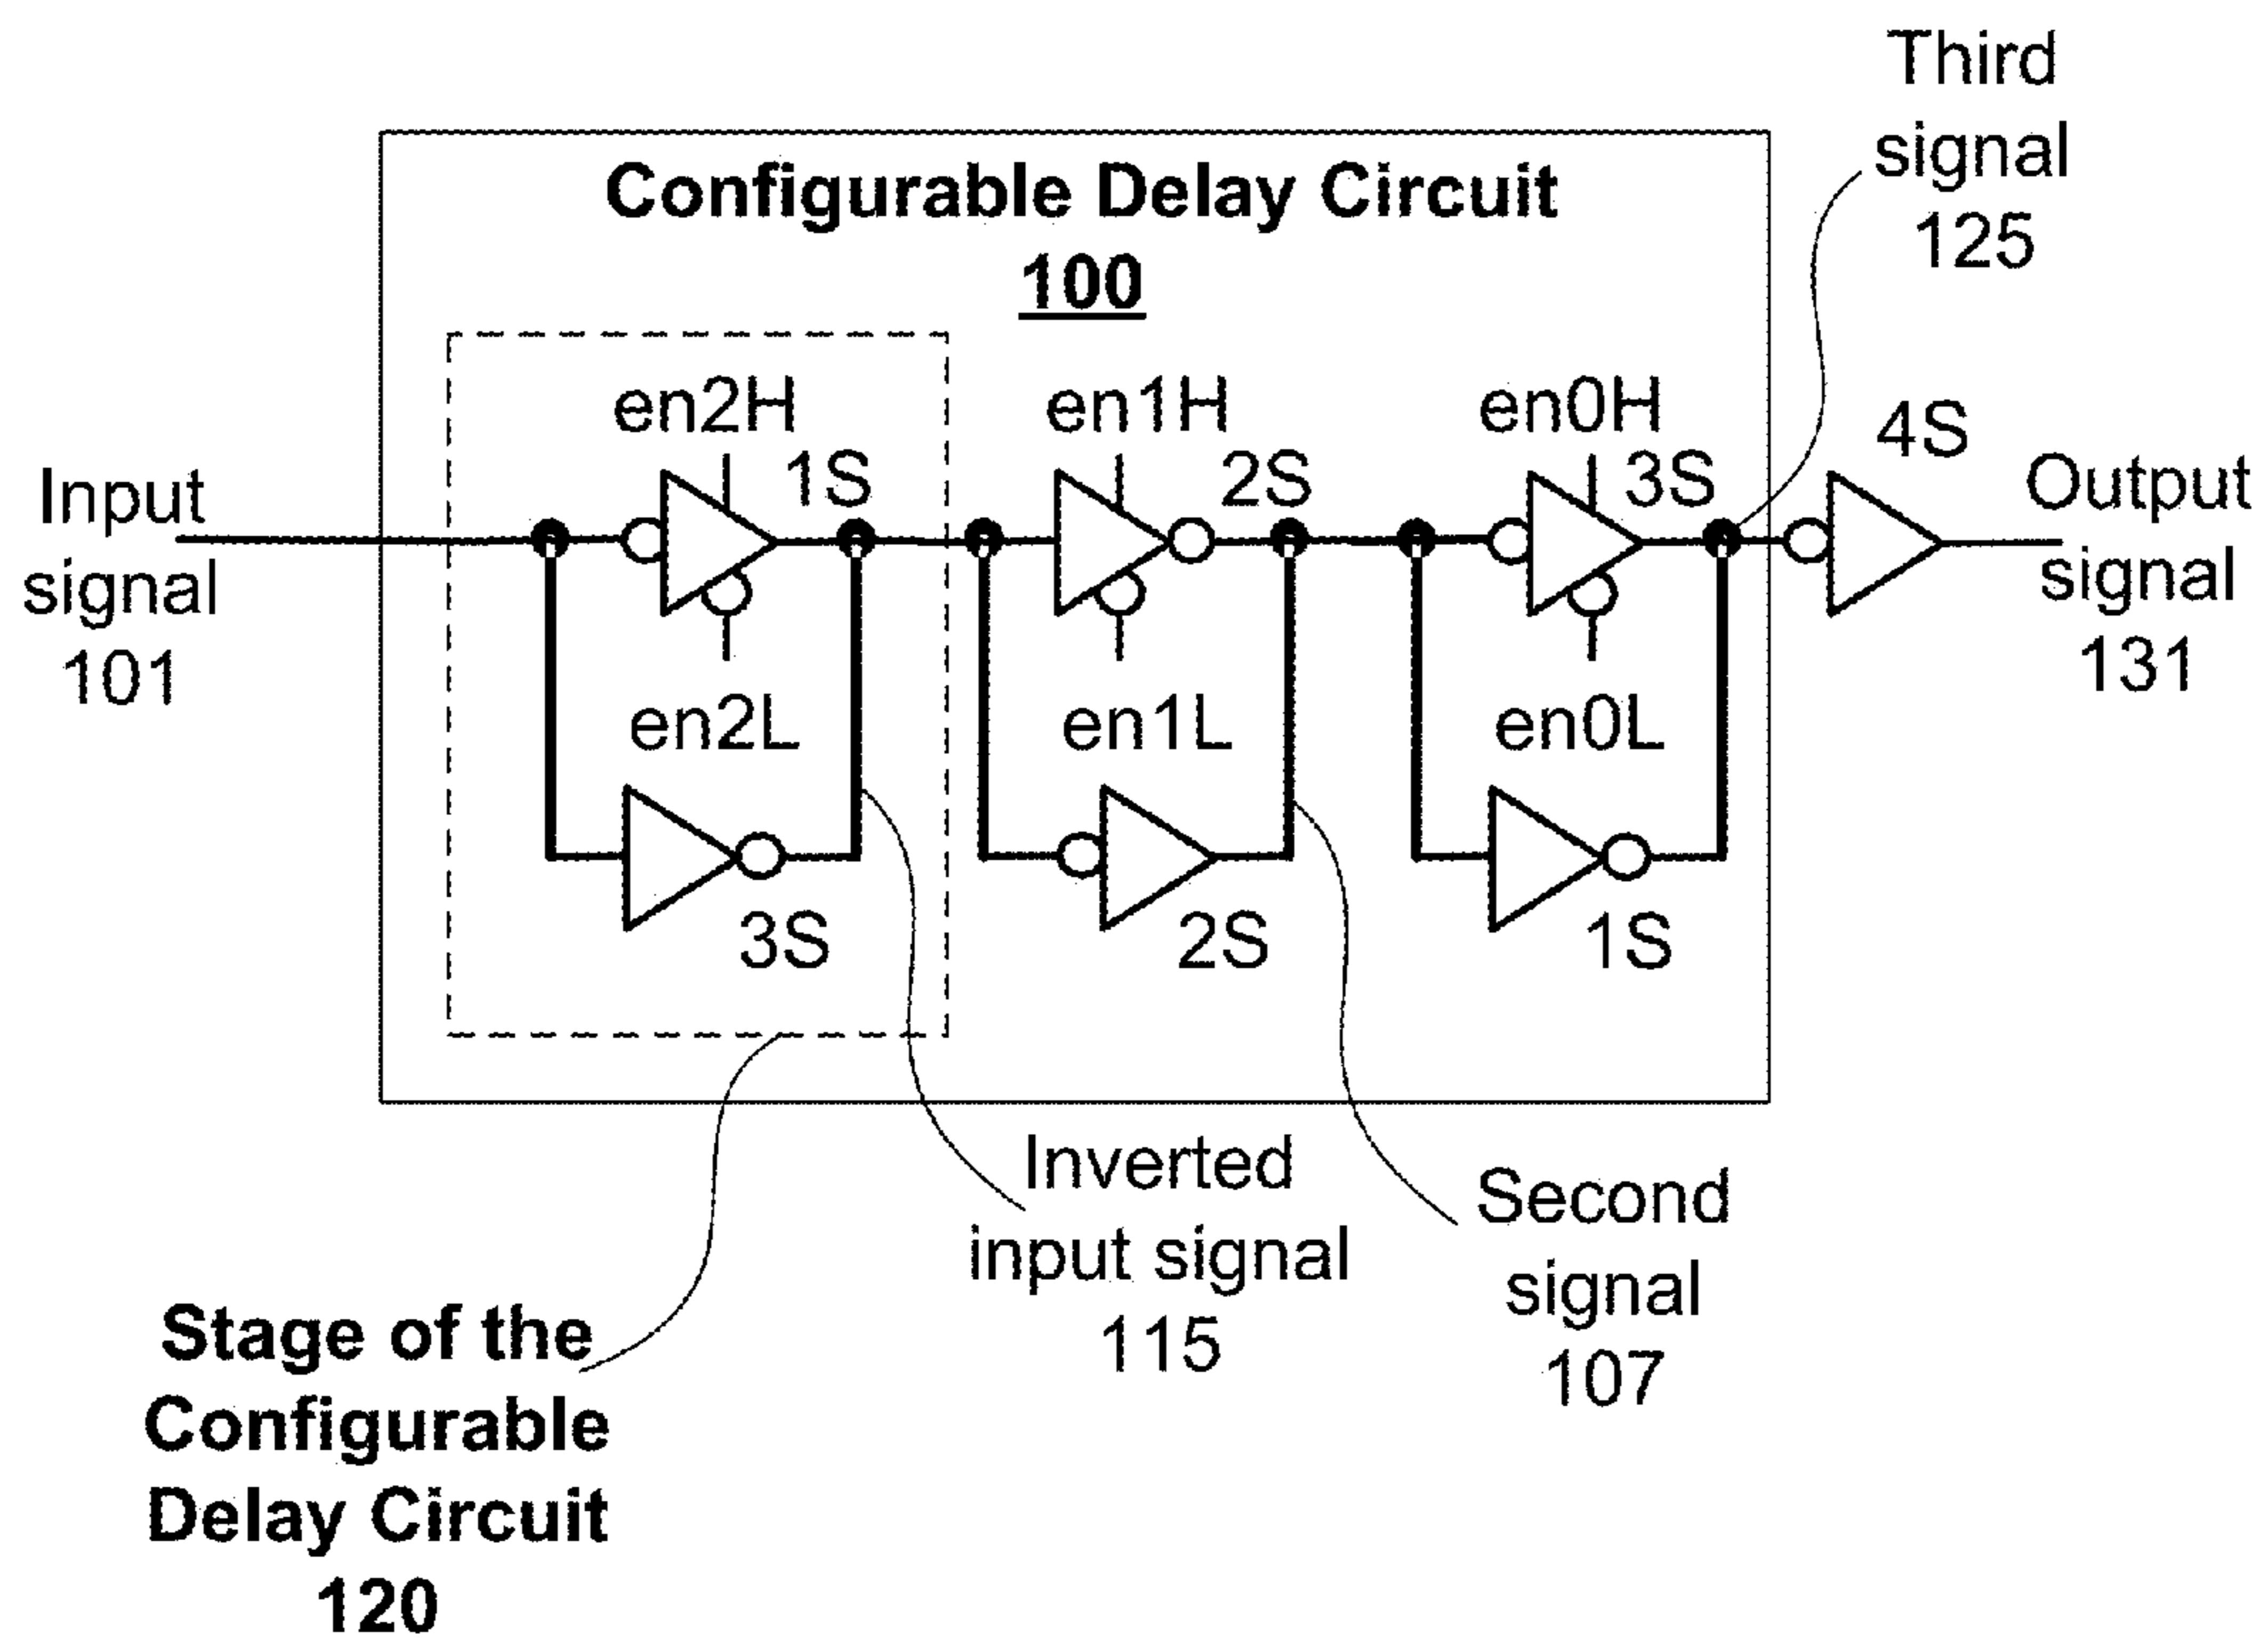 Third
signal
125
Configurable Delay Circuit
100
en2H
1S
en1H
2S
en0H
3S
4S
Input
signal
101
Output
signal
131
en2L
3S
en1L
2S
en0L
1S
Inverted
input signal
115
Second
signal
107
Stage of the
Configurable
Delay Circuit
120